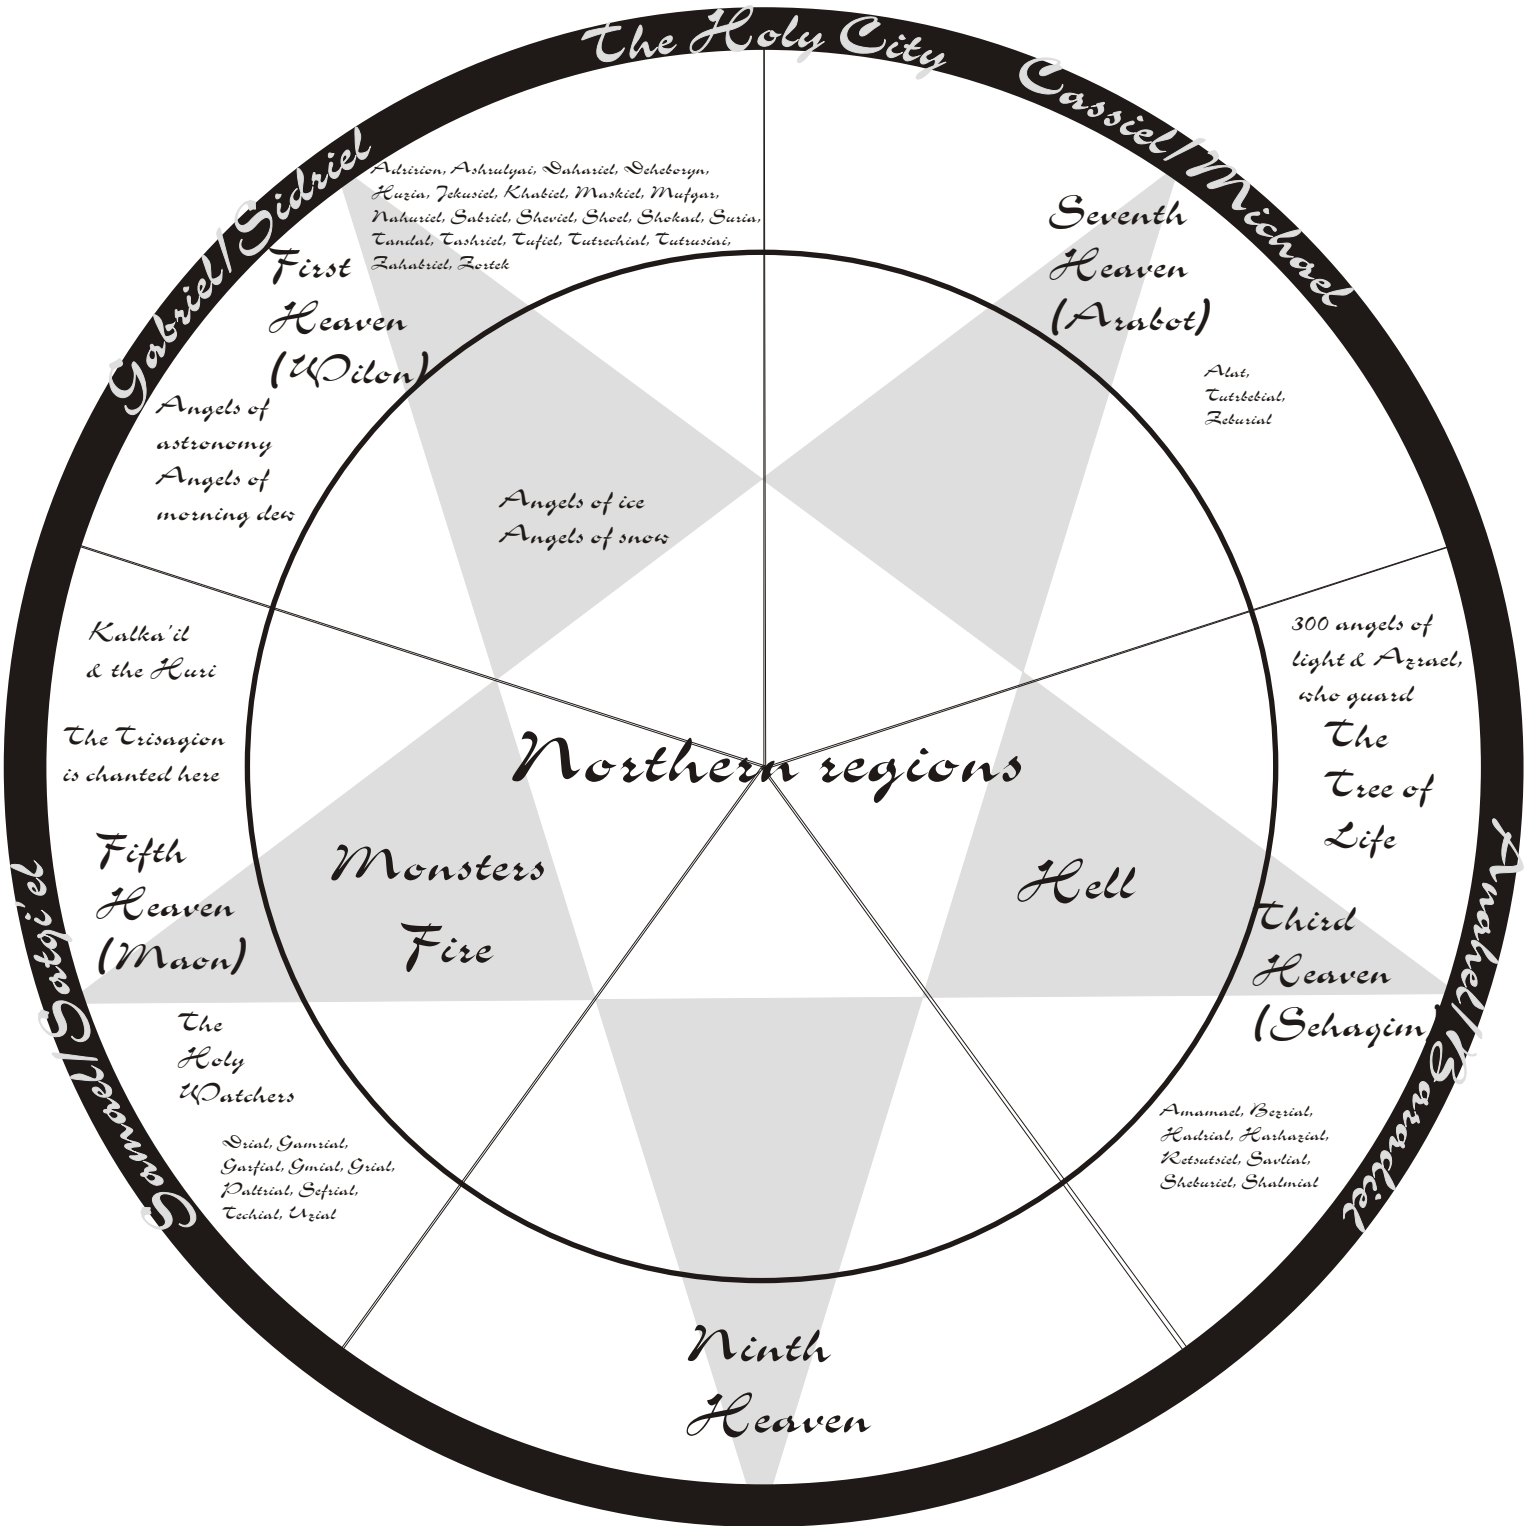 The Holy City
Cassiel/Michael
Gabriel/Sidriel
Adririon, Ashrulyai, Dahariel, Deheboryn,
Huzia, Jekusiel, Khabiel, Maskiel, Mufgar,
Nahuriel, Sabriel, Sheviel, Shoel, Shokad, Suria,
Tandal, Tashriel, Tufiel, Tutrechial, Tutrusiai,
Zahabriel, Zortek
First
Heaven
(Wilon)
Angels of
astronomy
Angels of
morning dew
Seventh
Heaven
(Arabot)
Alat,
Tutrbebial,
Zeburial
Angels of ice
Angels of snow
Kalka'il
& the Huri
The Trisagion
is chanted here
Fifth
Heaven
(Maon)
The
Holy
Watchers
Drial, Gamrial,
Garfial, Gmial, Grial,
Paltrial, Sefrial,
Techial, Uzial
Samael/Satqi'el
Northern regions
Monsters
Fire
Hell
300 angels of
light & Azrael,
who guard
The
Tree of
Life
Third
Heaven
(Sehaqim)
Amamael, Bezrial,
Hadrial, Harhazial,
Retsutsiel, Savlial,
Sheburiel, Shalmial
Anahel/Baradiel
Ninth
Heaven